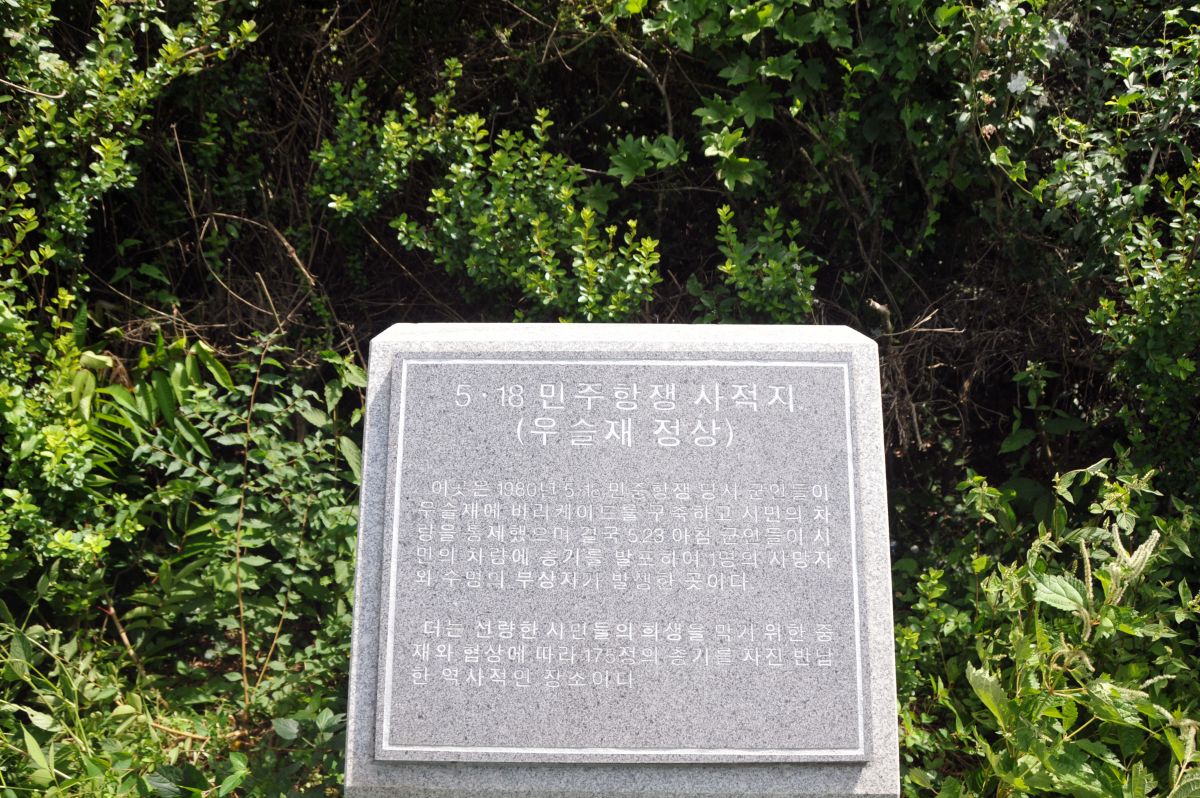 5·18 민주항쟁 사적지
(우슬재 정상)
이곳은 1980년 5·18 민중항쟁 당시 군인들이
우슬재에 바리케이드를 구축하고 시민의 차
량을 통제했으며 결국 5.23 아침 군인들이 시
민의 차량에 총기를 발포하여 1명의 사망자
와 수명의 부상자가 발생한 곳이다
더는 선량한 시민들의 희생을 막기 위한 중
재와 협상에 따라 175정의 총기를 자진 반납
한 역사적인 장소이다